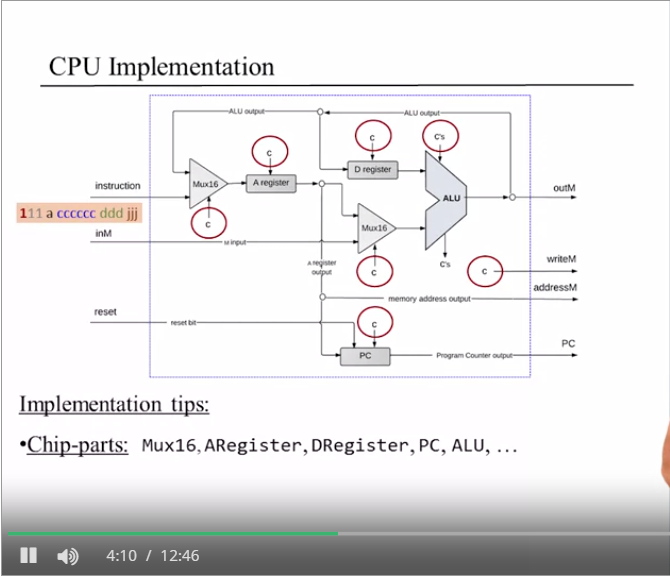 CPU Implementation
ALU output
ALU output
c
c
c's
Mux16
A register
D register
ALU
instruction
outM
111 a cccccc ddd jjj
c
Mux16
inM
M input
A register
output
c
c's
c
writeM
addressM
memory address output
reset
reset bit
c
PC
PC
Program Counter output
Implementation tips:
•Chip-parts: Mux16, ARegister, DRegister, PC, ALU, ...
4:10 / 12:46